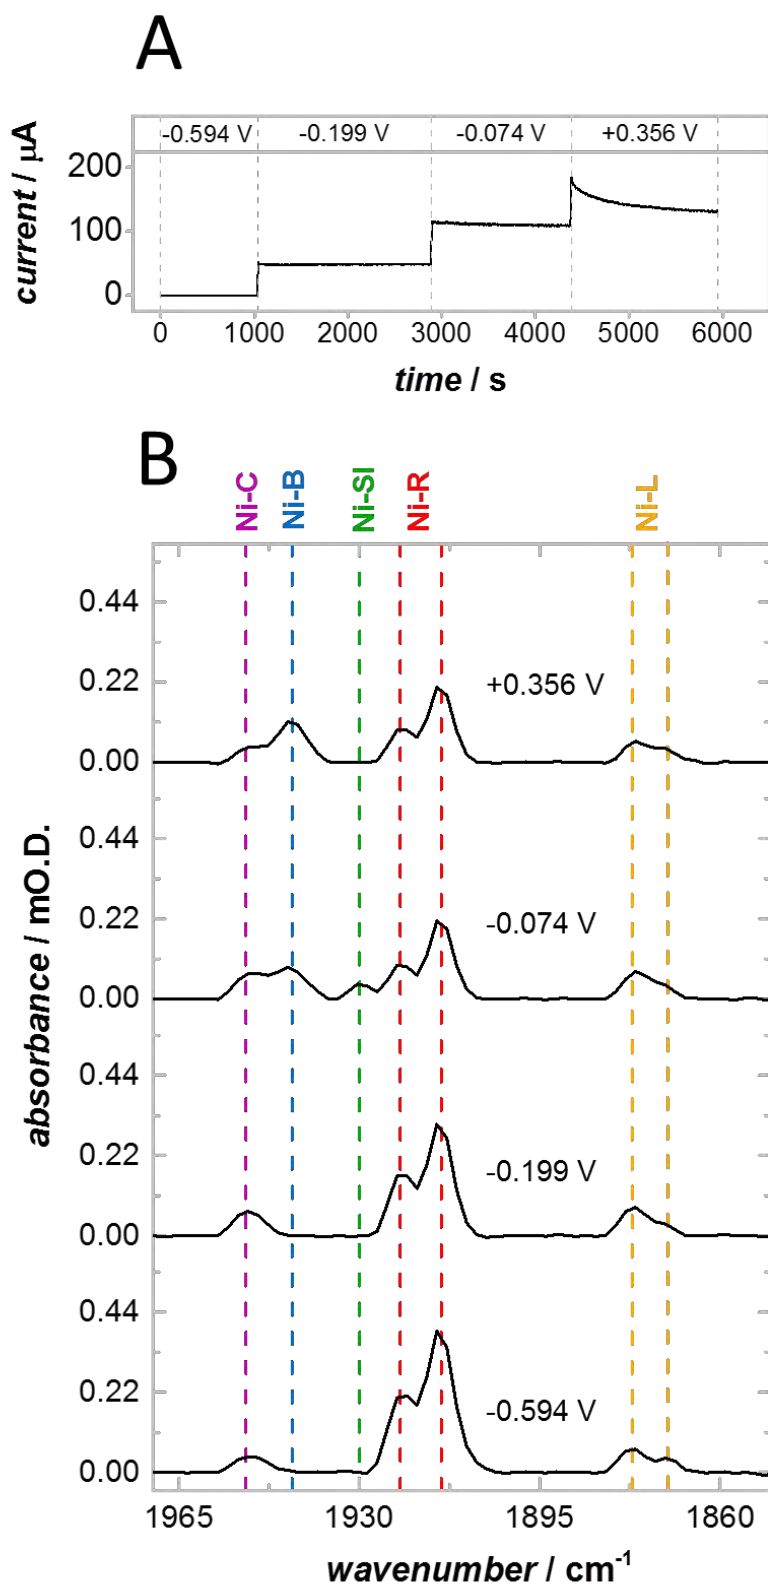 A
-0.594 V -0.199 V -0.074 V +0.356 V
current / μA
200
100
0
0 1000 2000 3000 4000 5000 6000
time / s
B
Ni-C Ni-B Ni-SI Ni-R Ni-L
absorbance / mO.D.
0.44
0.22
+0.356 V
0.00
0.44
0.22
-0.074 V
0.00
0.44
0.22
-0.199 V
0.00
0.44
0.22
-0.594 V
0.00
1965 1930 1895 1860
wavenumber / cm⁻¹